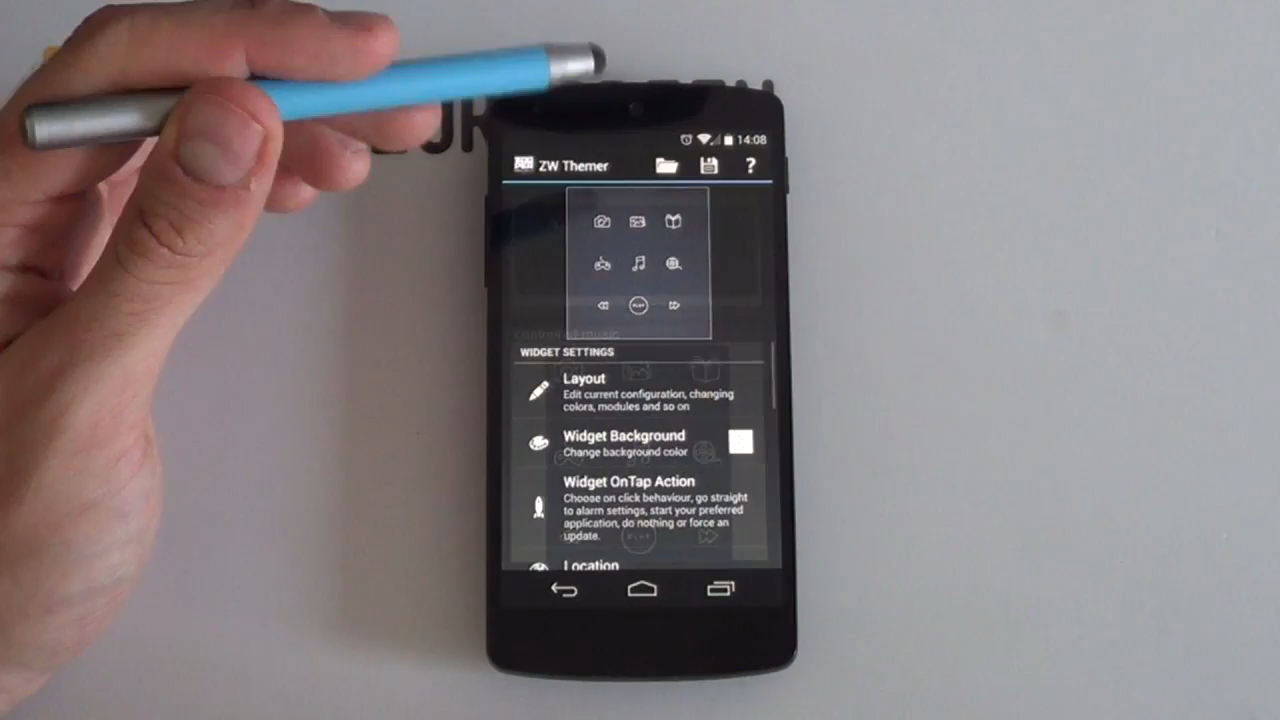 14:08
ZW Themer
?
PLAY
WIDGET SETTINGS
Layout
Edit current configuration, changing
colors, modules and so on
Widget Background
Change background color
Widget OnTap Action
Choose on click behaviour, go straight
to alarm settings, start your preferred
application, do nothing or force an
update.
PLAY
Location